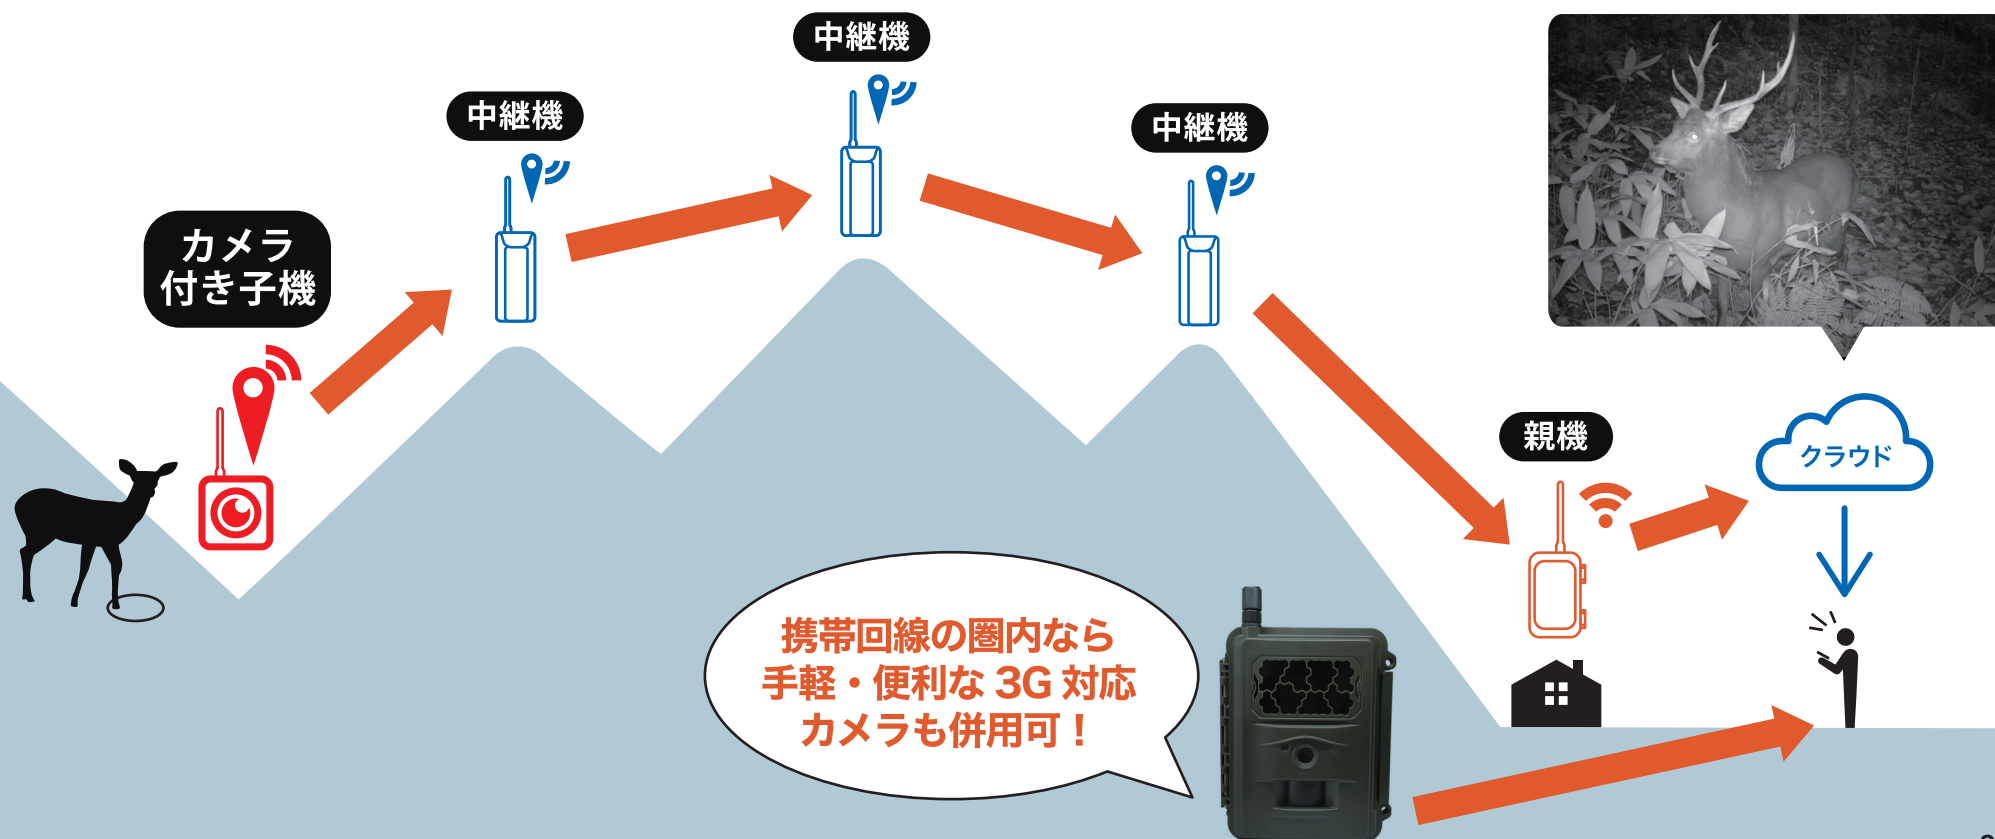 中継機
中継機
中継機
カメラ
付き子機
親機
クラウド
携帯回線の圏内なら
手軽・便利な 3G 対応
カメラも併用可！